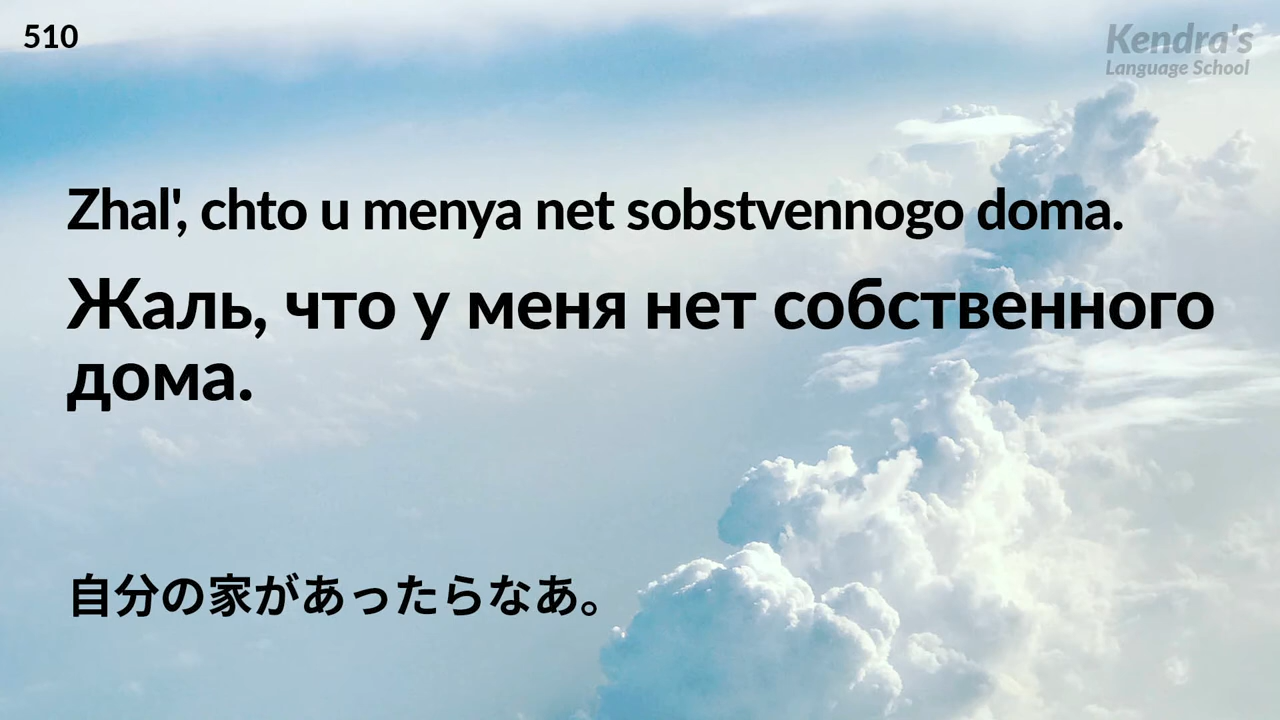 510
Kendra's
Language School
Zhal', chto u menya net sobstvennogo doma.
Жаль, что у меня нет собственного
дома.
自分の家があったらなあ。